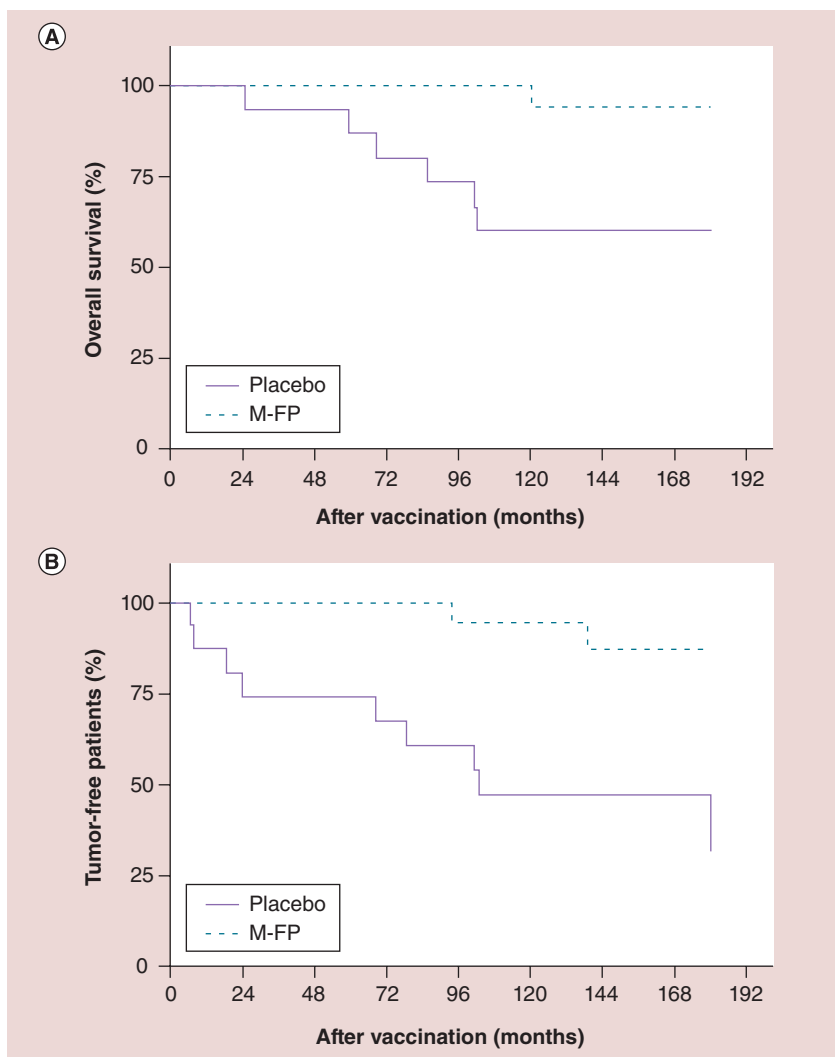 A
Overall survival (%)
100
75
50
25
0
Placebo
M-FP
0 24 48 72 96 120 144 168 192
After vaccination (months)
B
Tumor-free patients (%)
100
75
50
25
0
Placebo
M-FP
0 24 48 72 96 120 144 168 192
After vaccination (months)